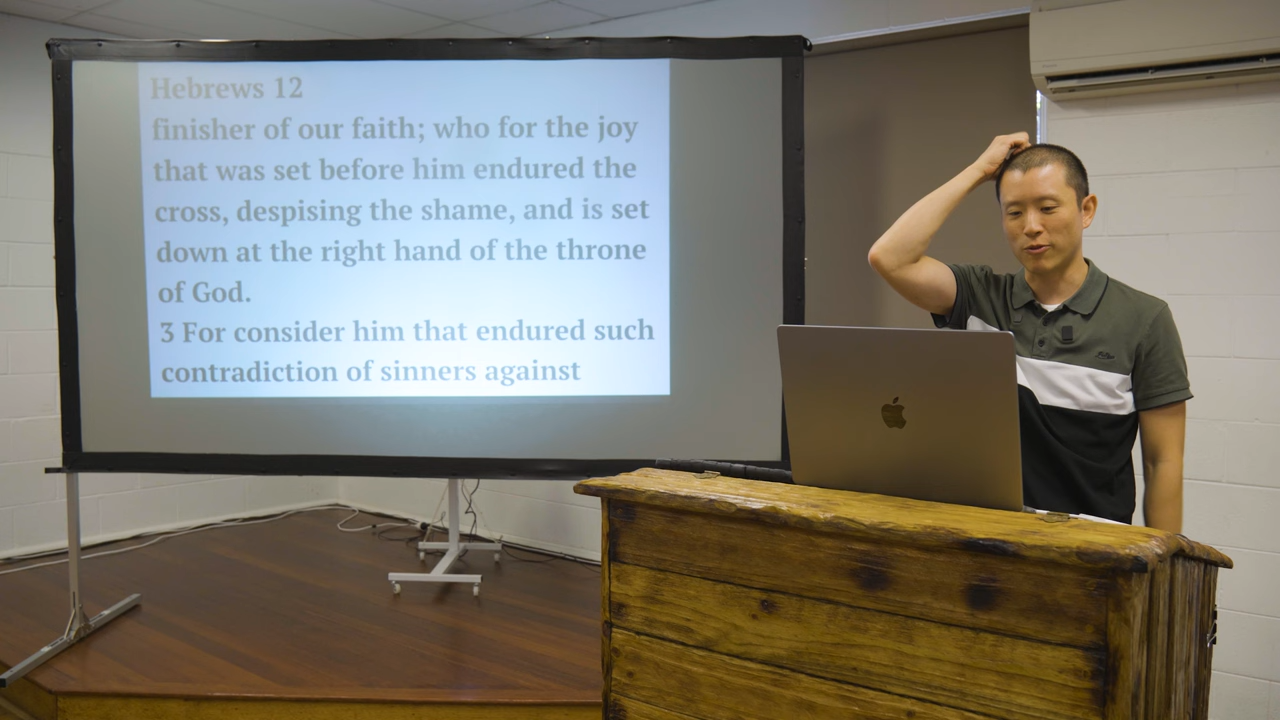 Hebrews 12
finisher of our faith; who for the joy
that was set before him endured the
cross, despising the shame, and is set
down at the right hand of the throne
of God.
3 For consider him that endured such
contradiction of sinners against